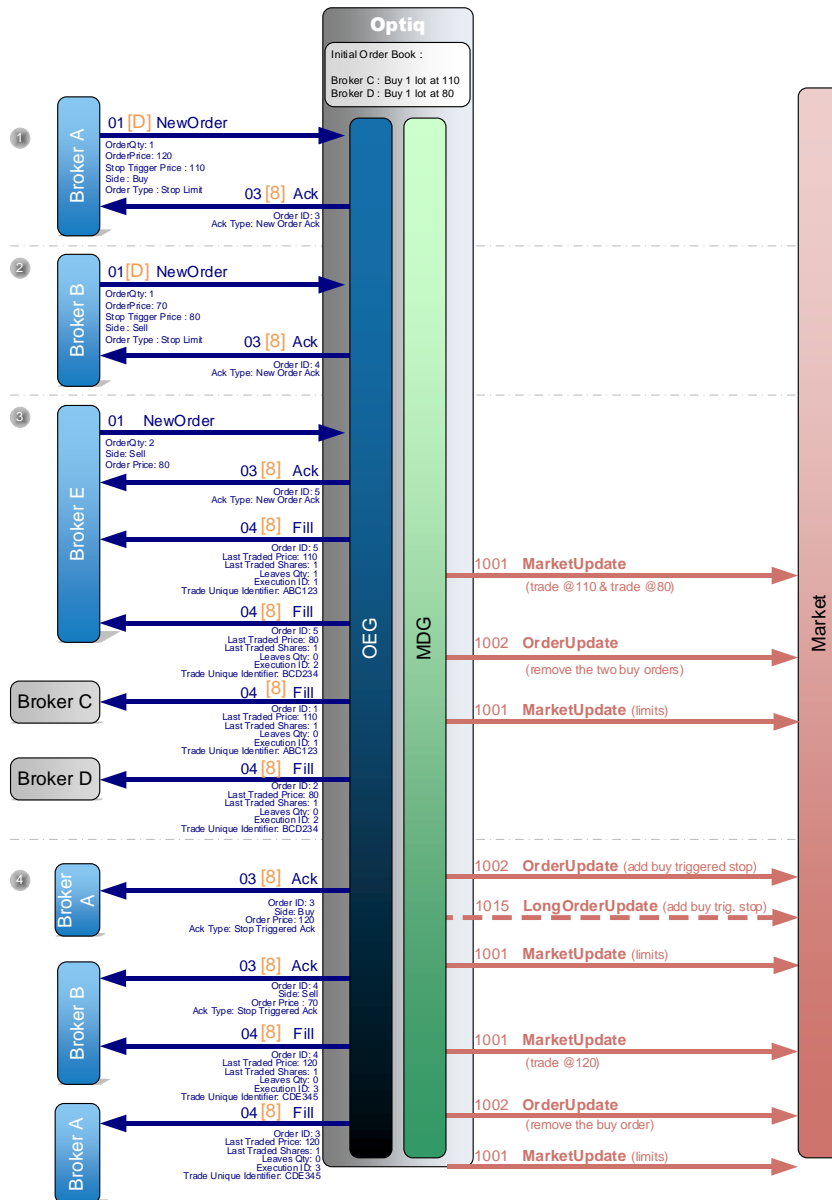 Optiq
Initial Order Book :
Broker C : Buy 1 lot at 110
Broker D : Buy 1 lot at 80
OEG
MDG
Market
1
Broker A
01 [D] NewOrder
OrderQty: 1
OrderPrice: 120
Stop Trigger Price : 110
Side : Buy
Order Type : Stop Limit
03 [8] Ack
Order ID: 3
Ack Type: New Order Ack
2
Broker B
01 [D] NewOrder
OrderQty: 1
OrderPrice: 70
Stop Trigger Price : 80
Side : Sell
Order Type : Stop Limit
03 [8] Ack
Order ID: 4
Ack Type: New Order Ack
3
Broker E
01 NewOrder
OrderQty: 2
Side: Sell
Order Price: 80
03 [8] Ack
Order ID: 5
Ack Type: New Order Ack
04 [8] Fill
Order ID: 5
Last Traded Price: 110
Last Traded Shares: 1
Leaves Qty: 1
Execution ID: 1
Trade Unique Identifier: ABC123
1001 MarketUpdate
(trade @110 & trade @80)
04 [8] Fill
Order ID: 5
Last Traded Price: 80
Last Traded Shares: 1
Leaves Qty: 0
Execution ID: 2
Trade Unique Identifier: BCD234
1002 OrderUpdate
(remove the two buy orders)
Broker C
04 [8] Fill
Order ID: 1
Last Traded Price: 110
Last Traded Shares: 1
Leaves Qty: 0
Execution ID: 1
Trade Unique Identifier: ABC123
1001 MarketUpdate (limits)
Broker D
04 [8] Fill
Order ID: 2
Last Traded Price: 80
Last Traded Shares: 1
Leaves Qty: 0
Execution ID: 2
Trade Unique Identifier: BCD234
4
Broker
A
03 [8] Ack
Order ID: 3
Side: Buy
Order Price: 120
Ack Type: Stop Triggered Ack
1002 OrderUpdate (add buy triggered stop)
1015 LongOrderUpdate (add buy trig. stop)
1001 MarketUpdate (limits)
Broker B
03 [8] Ack
Order ID: 4
Side: Sell
Order Price : 70
Ack Type: Stop Triggered Ack
04 [8] Fill
Order ID: 4
Last Traded Price: 120
Last Traded Shares: 1
Leaves Qty: 0
Execution ID: 3
Trade Unique Identifier: CDE345
1001 MarketUpdate
(trade @120)
Broker A
04 [8] Fill
Order ID: 3
Last Traded Price: 120
Last Traded Shares: 1
Leaves Qty: 0
Execution ID: 3
Trade Unique Identifier: CDE345
1002 OrderUpdate
(remove the buy order)
1001 MarketUpdate (limits)